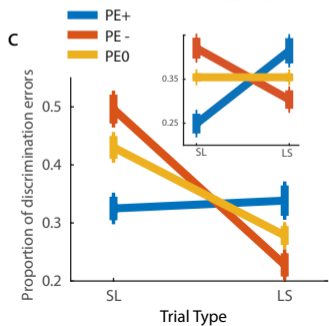 C
PE+
PE -
PE0
0.35
0.25
SL LS
Proportion of discrimination errors
0.5
0.4
0.3
0.2
SL LS
Trial Type